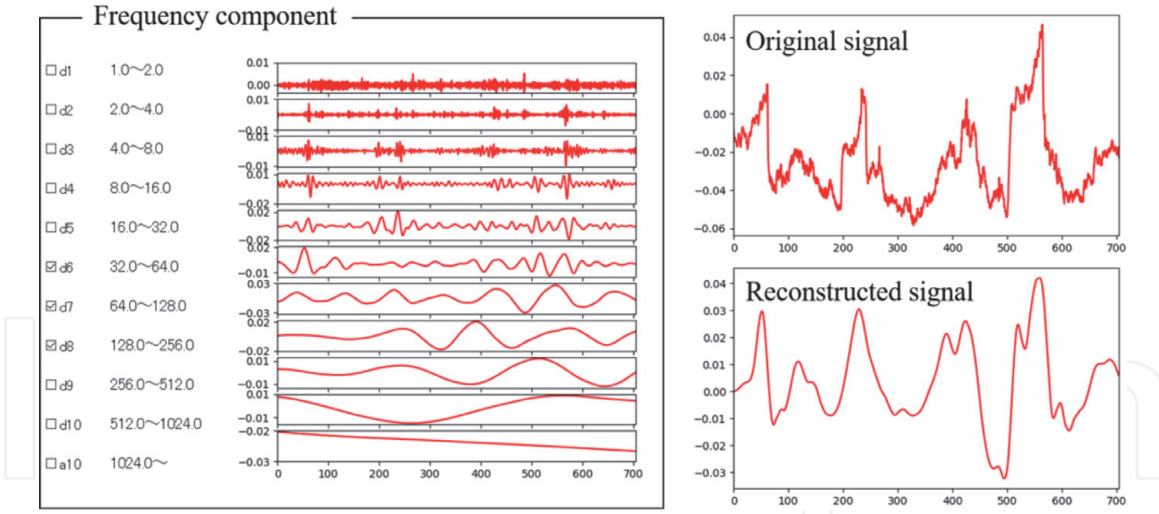 Frequency component
d1 1.0～2.0
d2 2.0～4.0
d3 4.0～8.0
d4 8.0～16.0
d5 16.0～32.0
d6 32.0～64.0
d7 64.0～128.0
d8 128.0～256.0
d9 256.0～512.0
d10 512.0～1024.0
a10 1024.0～
0.01
0.00
0.01
−0.01
0.01
−0.01
0.01
−0.02
0.02
−0.02
−0.01
0.03
−0.03
0.02
−0.02
−0.01
0.01
−0.01
−0.02
−0.03
0 100 200 300 400 500 600 700
Original signal
0.04
0.02
0.00
−0.02
−0.04
−0.06
0 100 200 300 400 500 600 700
Reconstructed signal
0.04
0.03
0.02
0.01
0.00
−0.01
−0.02
−0.03
0 100 200 300 400 500 600 700